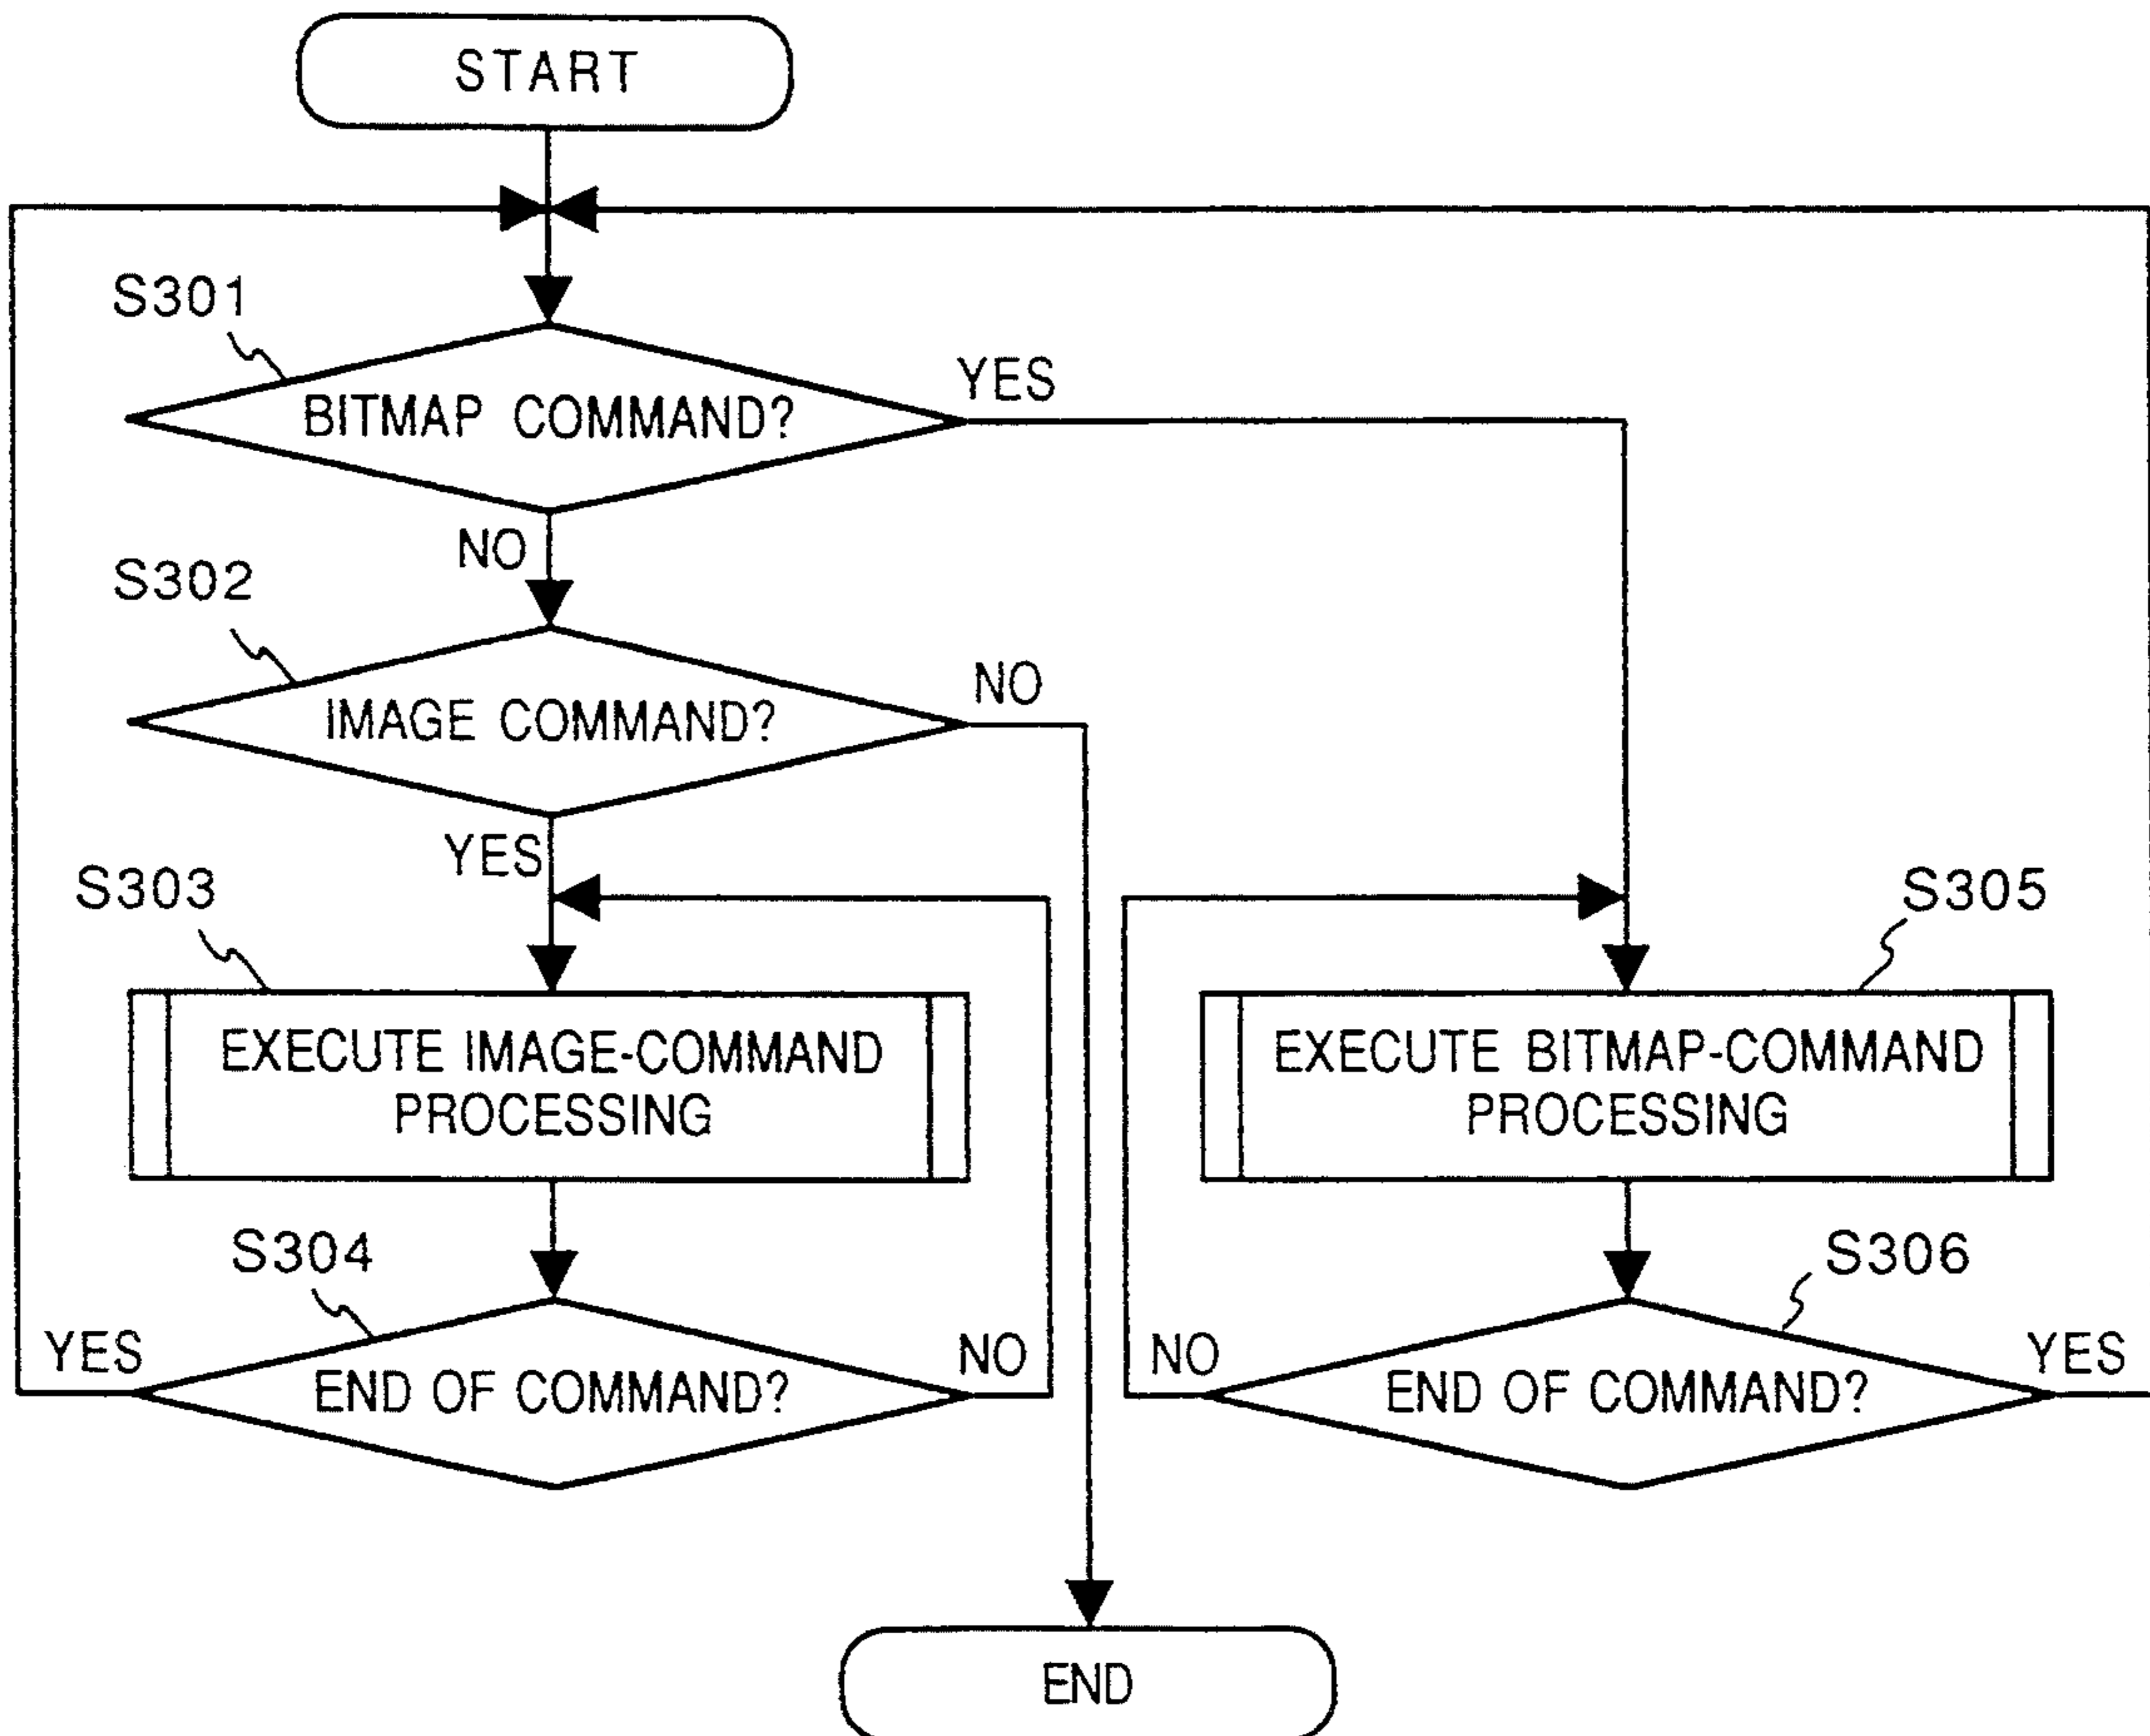 START
S301
BITMAP COMMAND?
YES
NO
S302
IMAGE COMMAND?
NO
YES
S303
EXECUTE IMAGE-COMMAND
PROCESSING
S304
YES
END OF COMMAND?
NO
S305
EXECUTE BITMAP-COMMAND
PROCESSING
S306
NO
END OF COMMAND?
YES
END